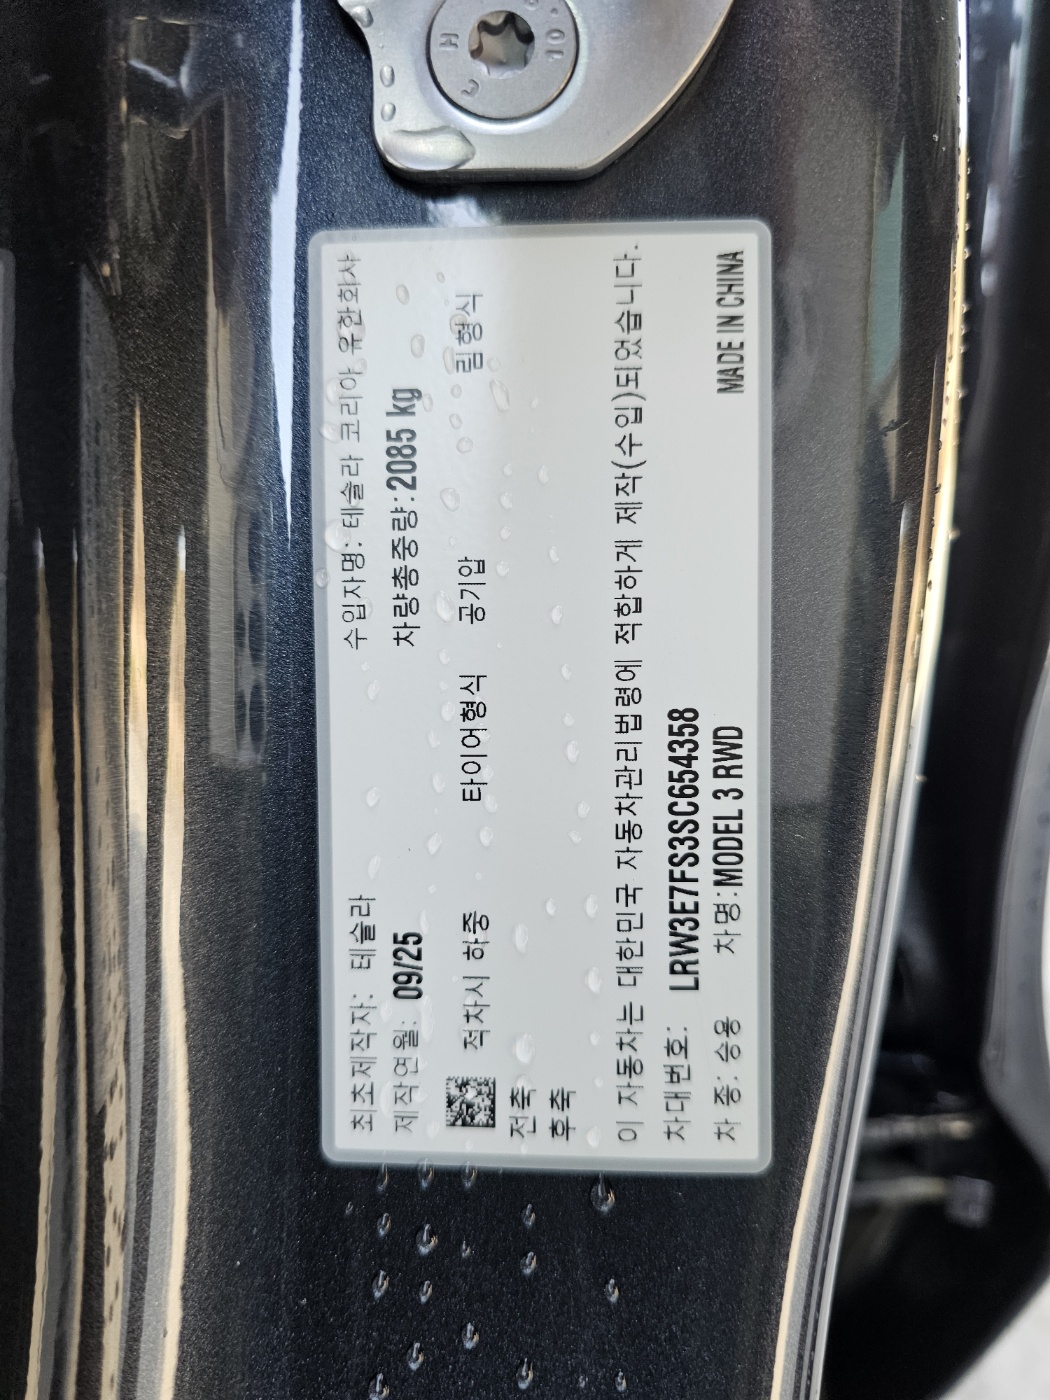 최초제작자: 테슬라 수입자명: 테슬라 코리아 유한회사
제작연월: 09/25 차량총중량: 2085 kg
적차시 하중 타이어형식 공기압 림형식
전축
후축
이 자동차는 대한민국 자동차관리법령에 적합하게 제작(수입)되었습니다.
차대번호: LRW3E7FS3SC654358
차 종: 승용 차명: MODEL 3 RWD MADE IN CHINA